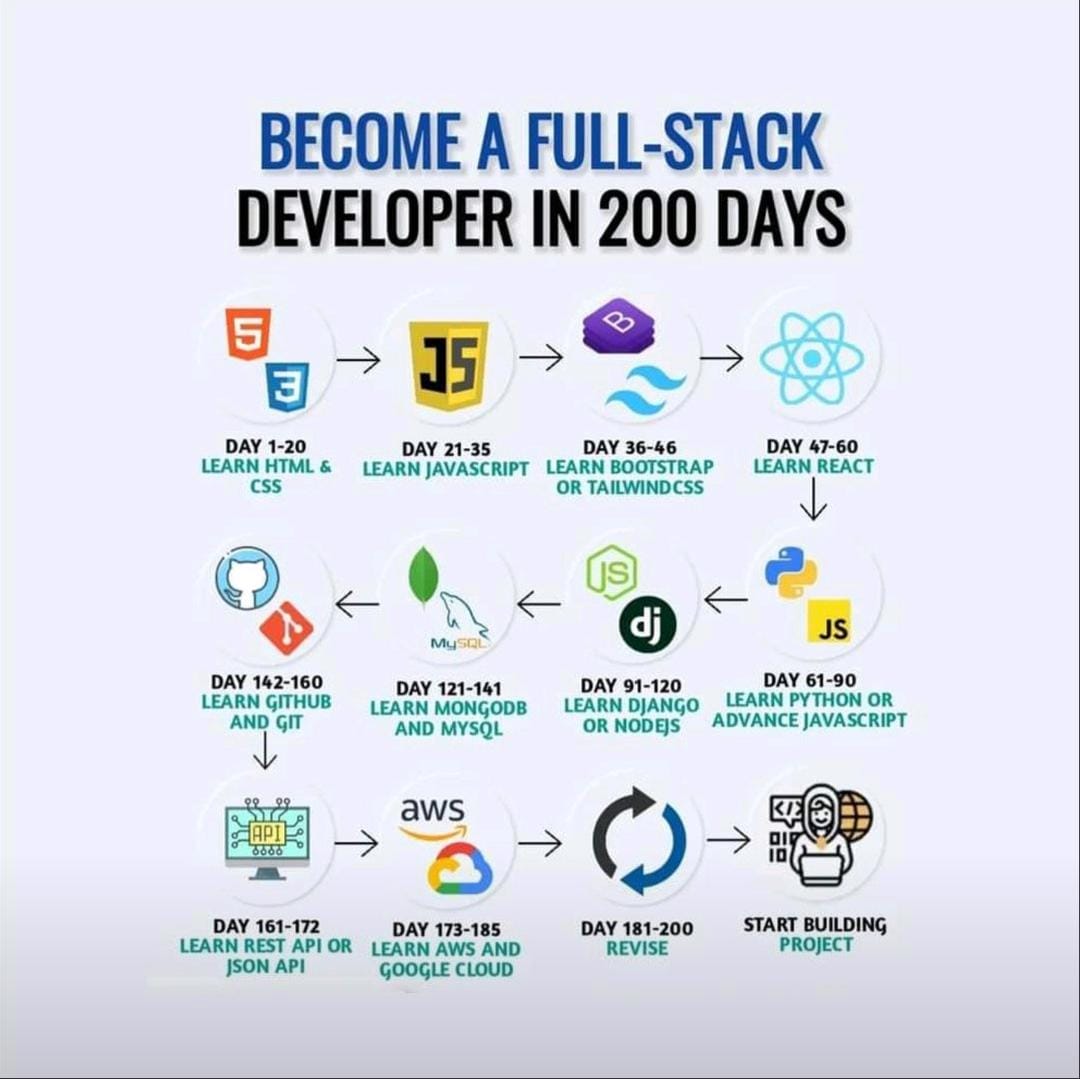 BECOME A FULL-STACK
DEVELOPER IN 200 DAYS
5
3
DAY 1-20
LEARN HTML &
CSS
JS
DAY 21-35
LEARN JAVASCRIPT
B
DAY 36-46
LEARN BOOTSTRAP
OR TAILWINDCSS
DAY 47-60
LEARN REACT
JS
DAY 61-90
LEARN PYTHON OR
ADVANCE JAVASCRIPT
JS
dj
DAY 91-120
LEARN DJANGO
OR NODEJS
MySQL
DAY 121-141
LEARN MONGODB
AND MYSQL
DAY 142-160
LEARN GITHUB
AND GIT
API
DAY 161-172
LEARN REST API OR
JSON API
aws
DAY 173-185
LEARN AWS AND
GOOGLE CLOUD
DAY 181-200
REVISE
</>
START BUILDING
PROJECT